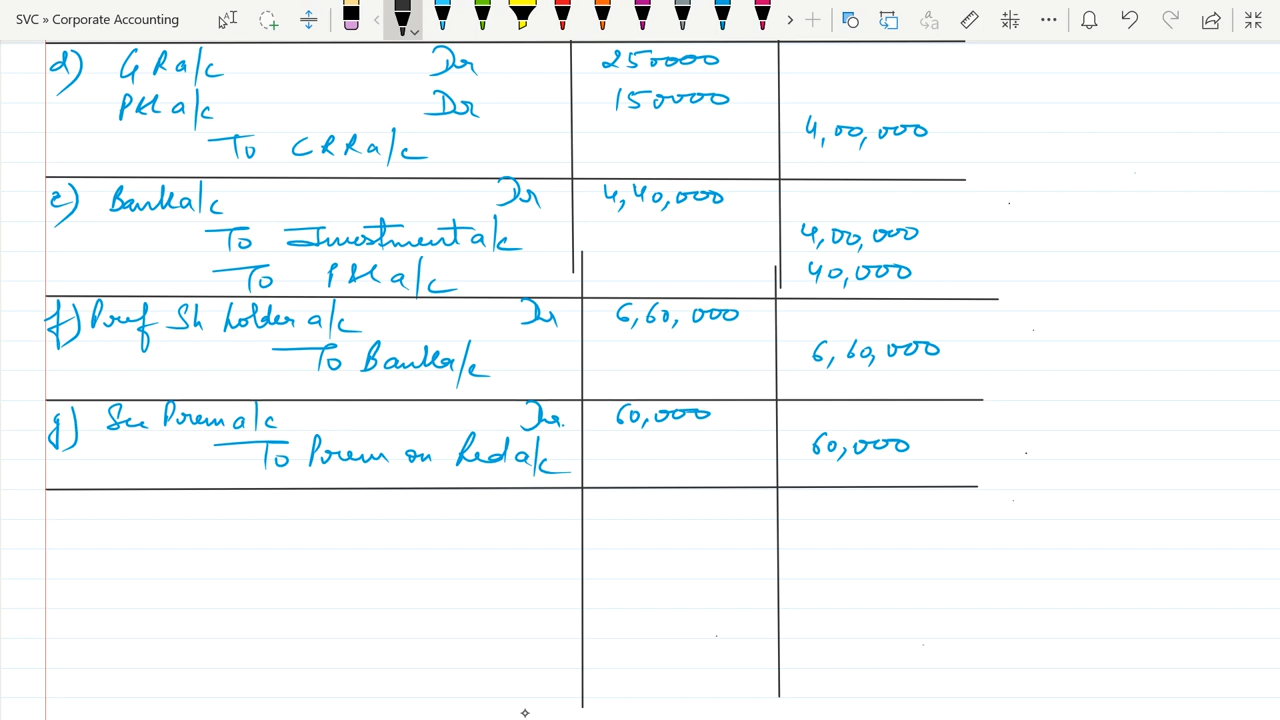 SVC » Corporate Accounting
d) G R a/c Dr 250000
P&L a/c Dr 150000
To C R R a/c 4,00,000
e) Bank a/c Dr 4,40,000
To Investment a/c 4,00,000
To P&L a/c 40,000
f) Pref Sh holder a/c Dr 6,60,000
To Bank a/c 6,60,000
g) Sec Prem a/c Dr. 60,000
To Prem on Red a/c 60,000